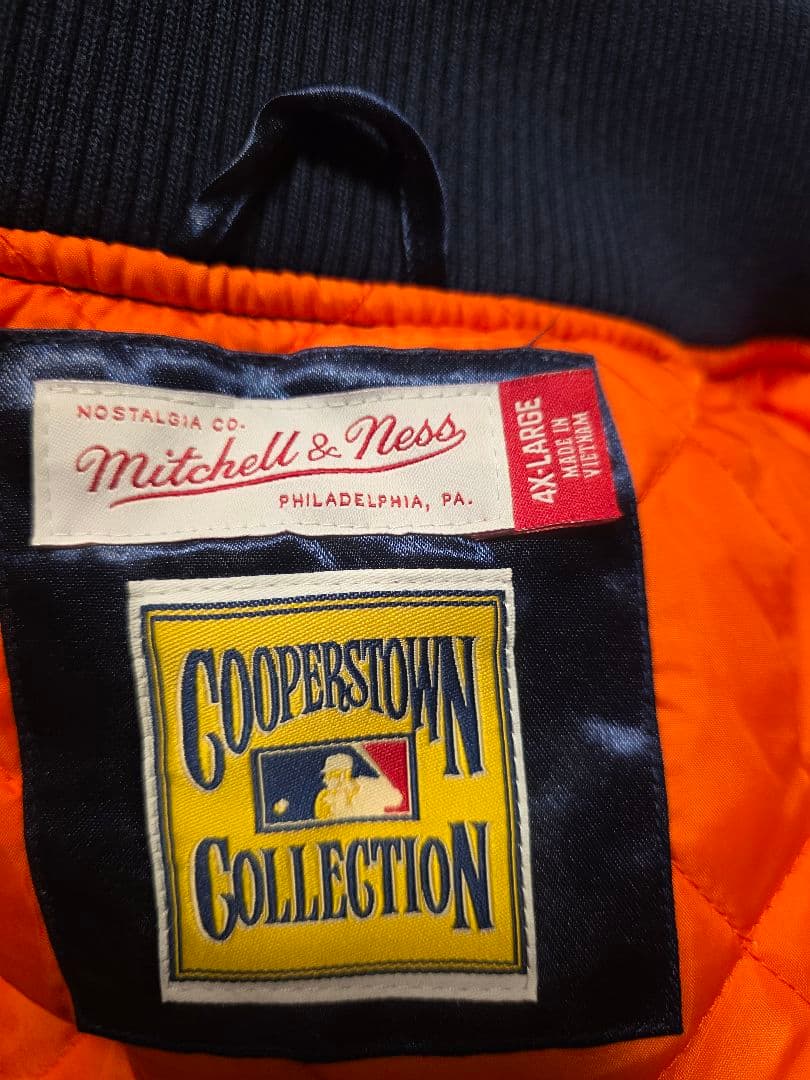 NOSTALGIA CO.
Mitchell & Ness
PHILADELPHIA, PA.
4X-LARGE
MADE IN
VIETNAM
COOPERSTOWN
COLLECTION